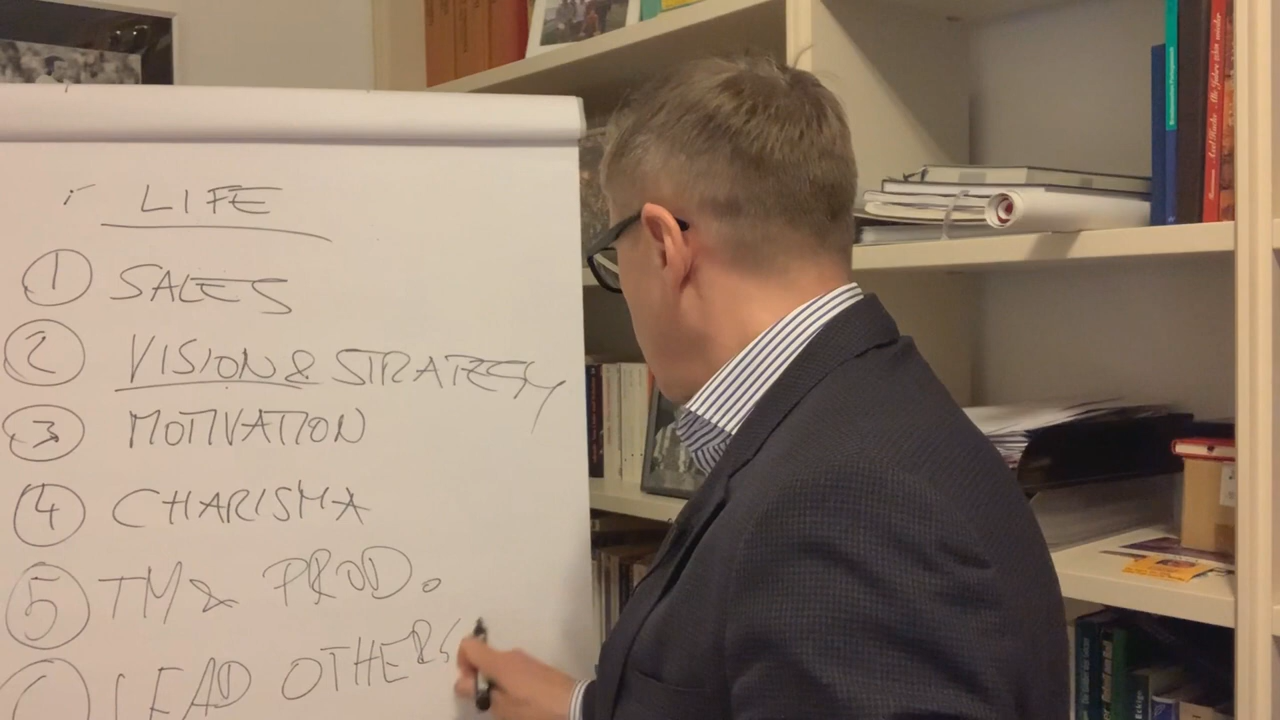 LIFE
1 SALES
2 VISION & STRATEGY
3 MOTIVATION
4 CHARISMA
5 TM & PROD.
LEAD OTHERS